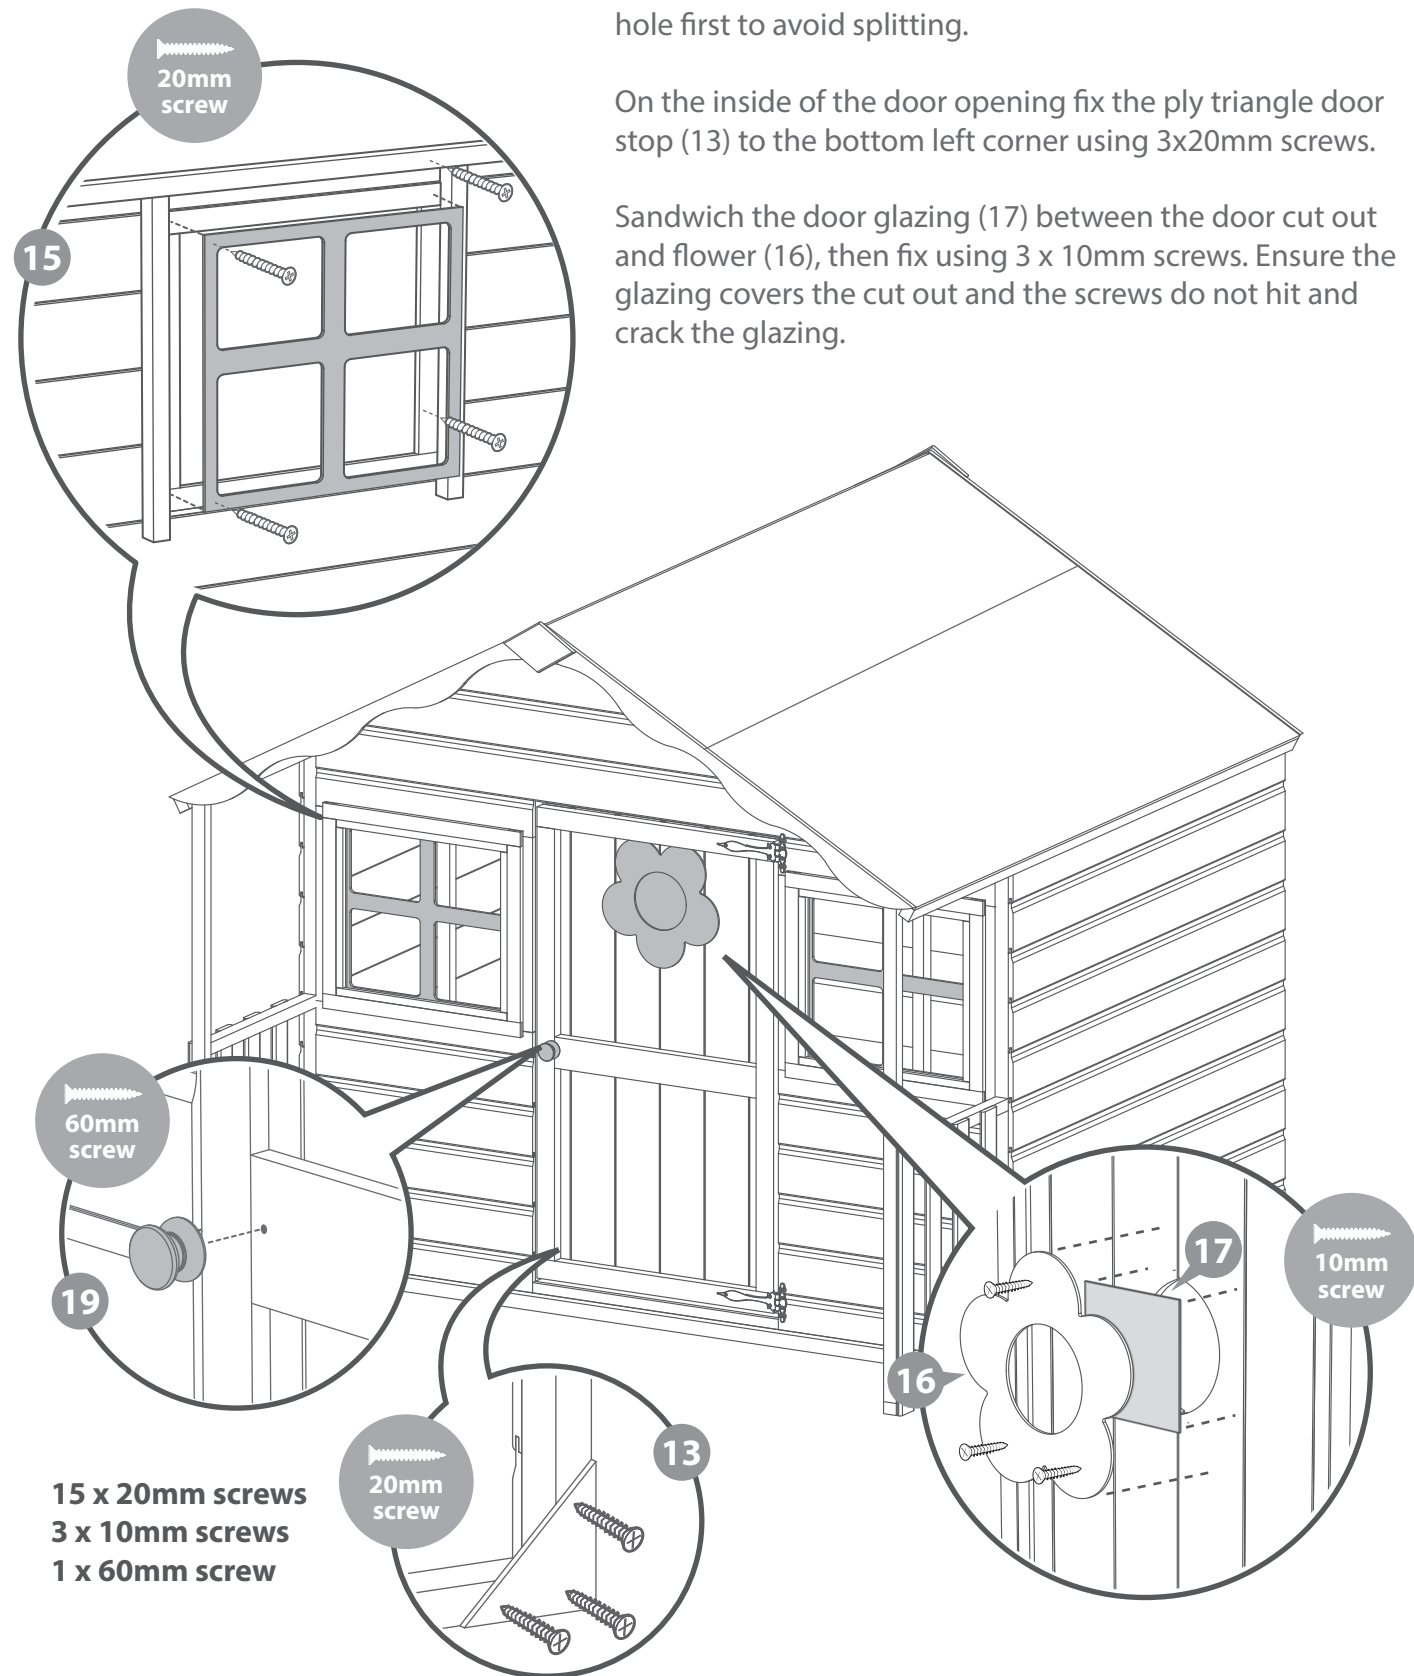 hole first to avoid splitting.
On the inside of the door opening fix the ply triangle door
stop (13) to the bottom left corner using 3x20mm screws.
Sandwich the door glazing (17) between the door cut out
and flower (16), then fix using 3 x 10mm screws. Ensure the
glazing covers the cut out and the screws do not hit and
crack the glazing.
20mm
screw
15
60mm
screw
19
17
10mm
screw
16
13
20mm
screw
15 x 20mm screws
3 x 10mm screws
1 x 60mm screw